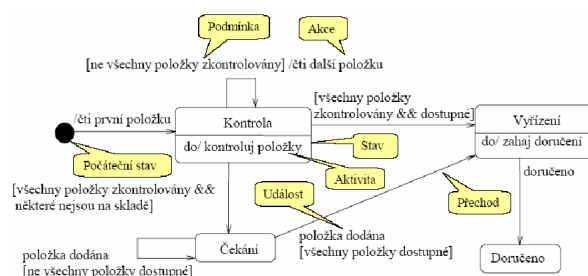 Podmínka
Akce
[ne všechny položky zkontrolovány] /čti další položku
/čti první položku
Kontrola
do/ kontroluj položky
[všechny položky
zkontrolovány && dostupné]
Vyřízení
do/ zahaj doručení
Počáteční stav
Stav
Aktivita
[všechny položky zkontrolovány &&
některé nejsou na skladě]
Událost
Přechod
doručeno
položka dodána
[ne všechny položky dostupné]
Čekání
položka dodána
[všechny položky dostupné]
Doručeno